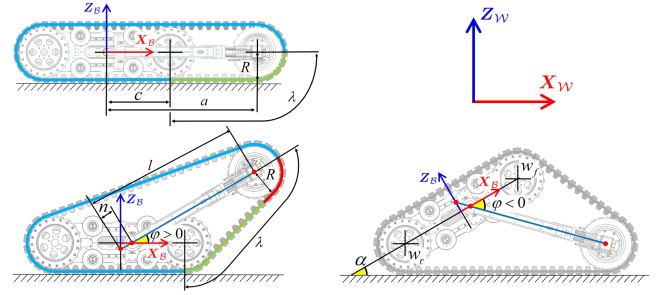 Z_B
X_B
R
c
a
λ
Z_W
X_W
l
n
Z_B
φ > 0
X_B
R
λ
Z_B
X_B
w_f
φ < 0
α
w_r